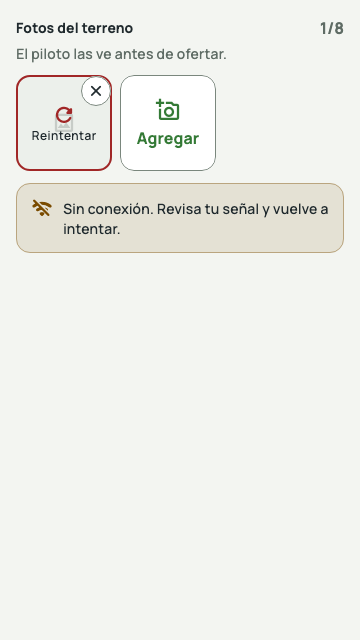 Fotos del terreno
1/8
El piloto las ve antes de ofertar.
Reintentar
Agregar
Sin conexión. Revisa tu señal y vuelve a
intentar.